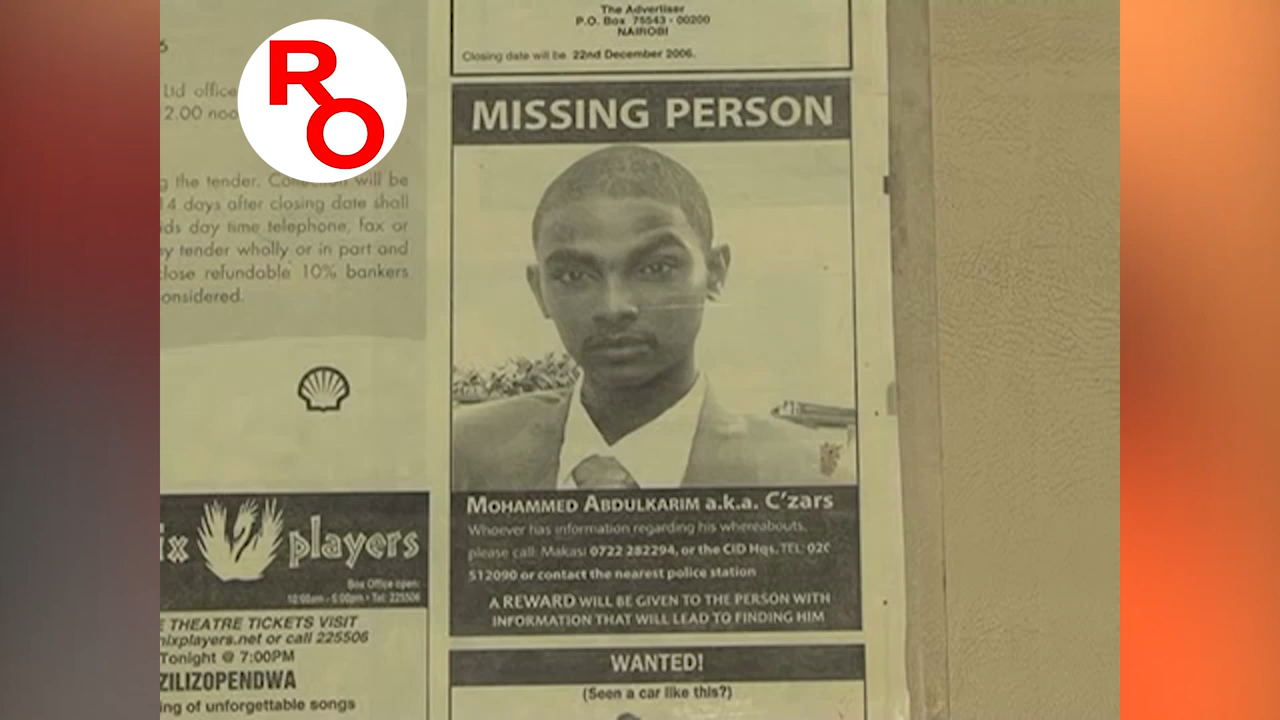 RO
6
Ltd office
2.00 noo
g the tender. Co will be
14 days after closing date shall
ds day time telephone, fax or
y tender wholly or in part and
lose refundable 10% bankers
onsidered.
ix players
Box Office open:
10:00am - 5:00pm • Tel: 225506
E THEATRE TICKETS VISIT
nixplayers.net or call 225506
Tonight @ 7:00PM
ZILIZOPENDWA
ing of unforgettable songs
The Advertiser
P.O. Box 75543 - 00200
NAIROBI
Closing date will be 22nd December 2006.
MISSING PERSON
MOHAMMED ABDULKARIM a.k.a. C'zars
Whoever has information regarding his whereabouts,
please call: Makasi 0722 282294, or the CID Hqs. TEL: 020
512090 or contact the nearest police station
A REWARD WILL BE GIVEN TO THE PERSON WITH
INFORMATION THAT WILL LEAD TO FINDING HIM
WANTED!
(Seen a car like this?)